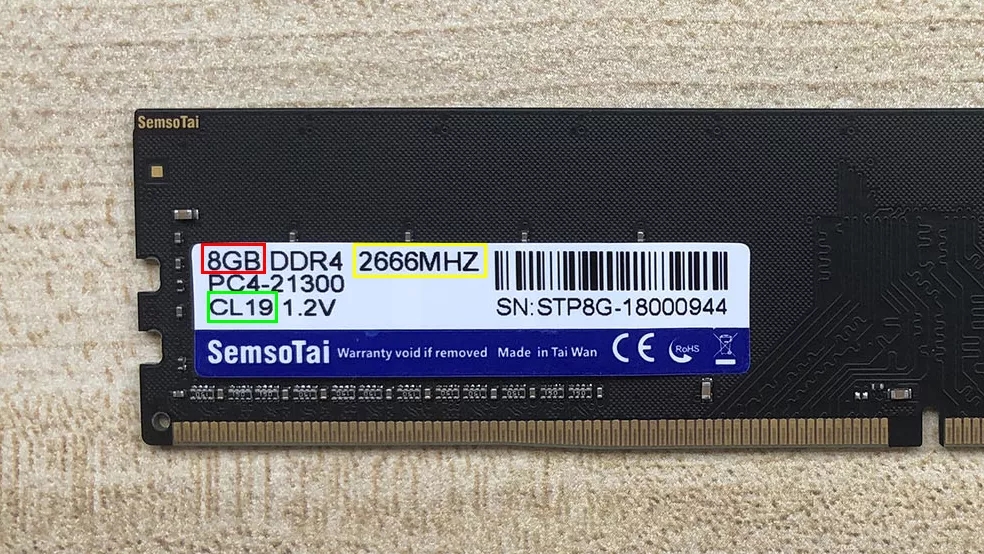 SemsoTai
8GB DDR4 2666MHZ
PC4-21300
CL19 1.2V
SN:STP8G-18000944
SemsoTai Warranty void if removed Made in Tai Wan CE RoHS